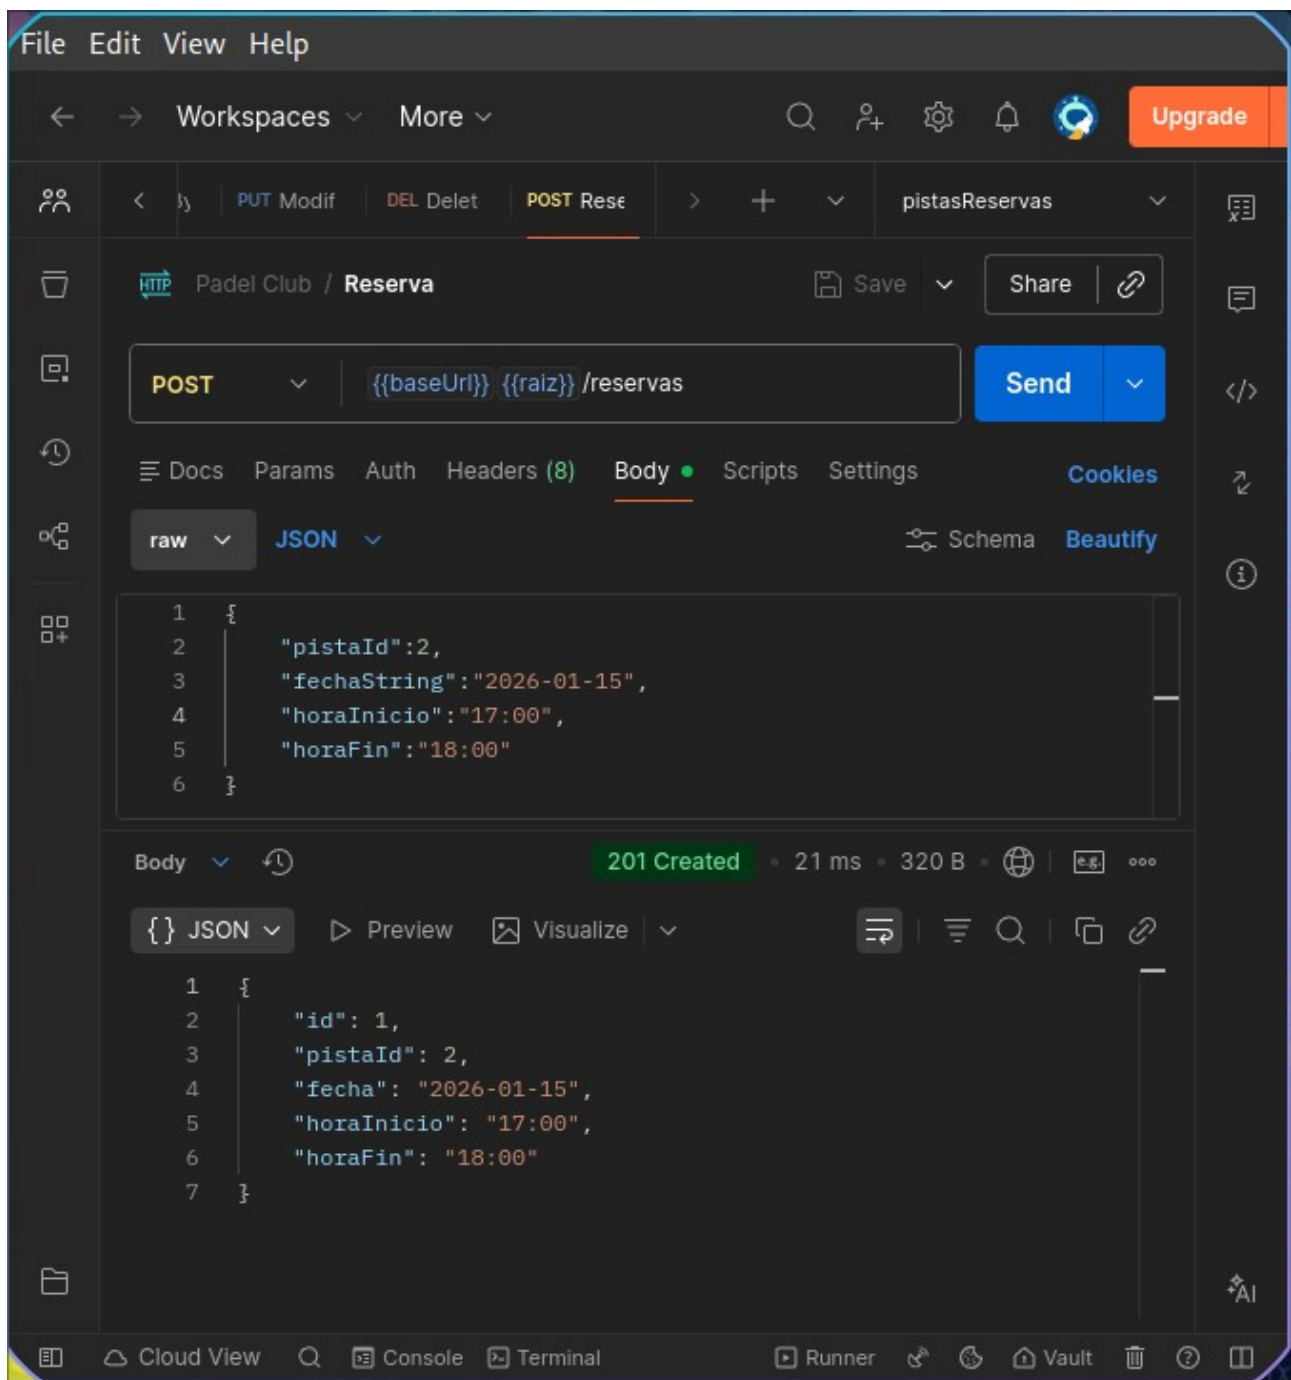 File Edit View Help
Workspaces More Upgrade
By PUT Modif DEL Delet POST Rese pistasReservas
HTTP Padel Club / Reserva Save Share
POST {{baseUrl}} {{raiz}} /reservas Send
Docs Params Auth Headers (8) Body Scripts Settings Cookies
raw JSON Schema Beautify
1 {
2 "pistaId":2,
3 "fechaString":"2026-01-15",
4 "horaInicio":"17:00",
5 "horaFin":"18:00"
6 }
Body 201 Created 21 ms 320 B e.g.
{} JSON Preview Visualize
1 {
2 "id": 1,
3 "pistaId": 2,
4 "fecha": "2026-01-15",
5 "horaInicio": "17:00",
6 "horaFin": "18:00"
7 }
AI
Cloud View Console Terminal Runner Vault